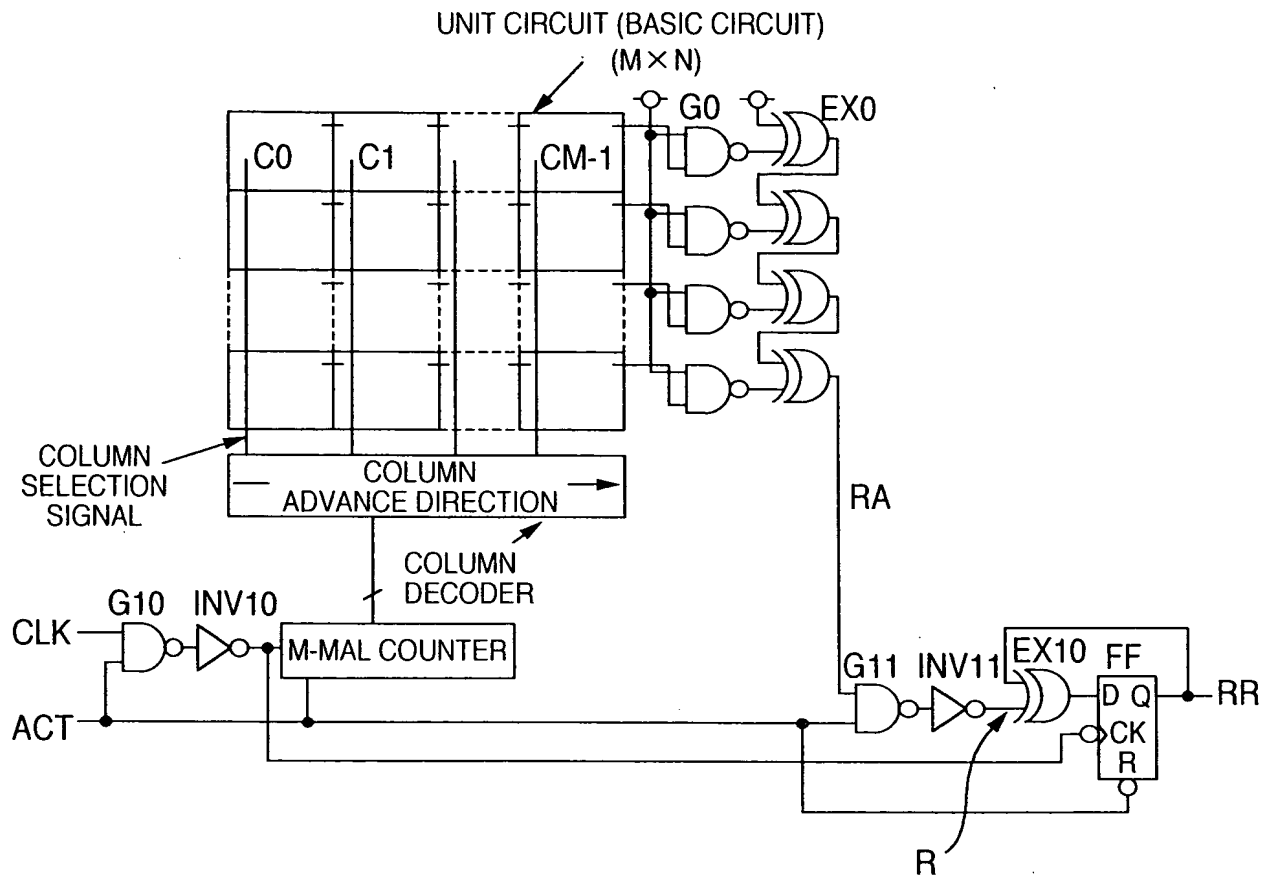 UNIT CIRCUIT (BASIC CIRCUIT)
(M×N)
G0
EX0
C0
C1
CM-1
COLUMN
SELECTION
SIGNAL
COLUMN
ADVANCE DIRECTION
RA
COLUMN
DECODER
G10
INV10
CLK
M-MAL COUNTER
G11
INV11
EX10
FF
D
Q
RR
ACT
CK
R
R